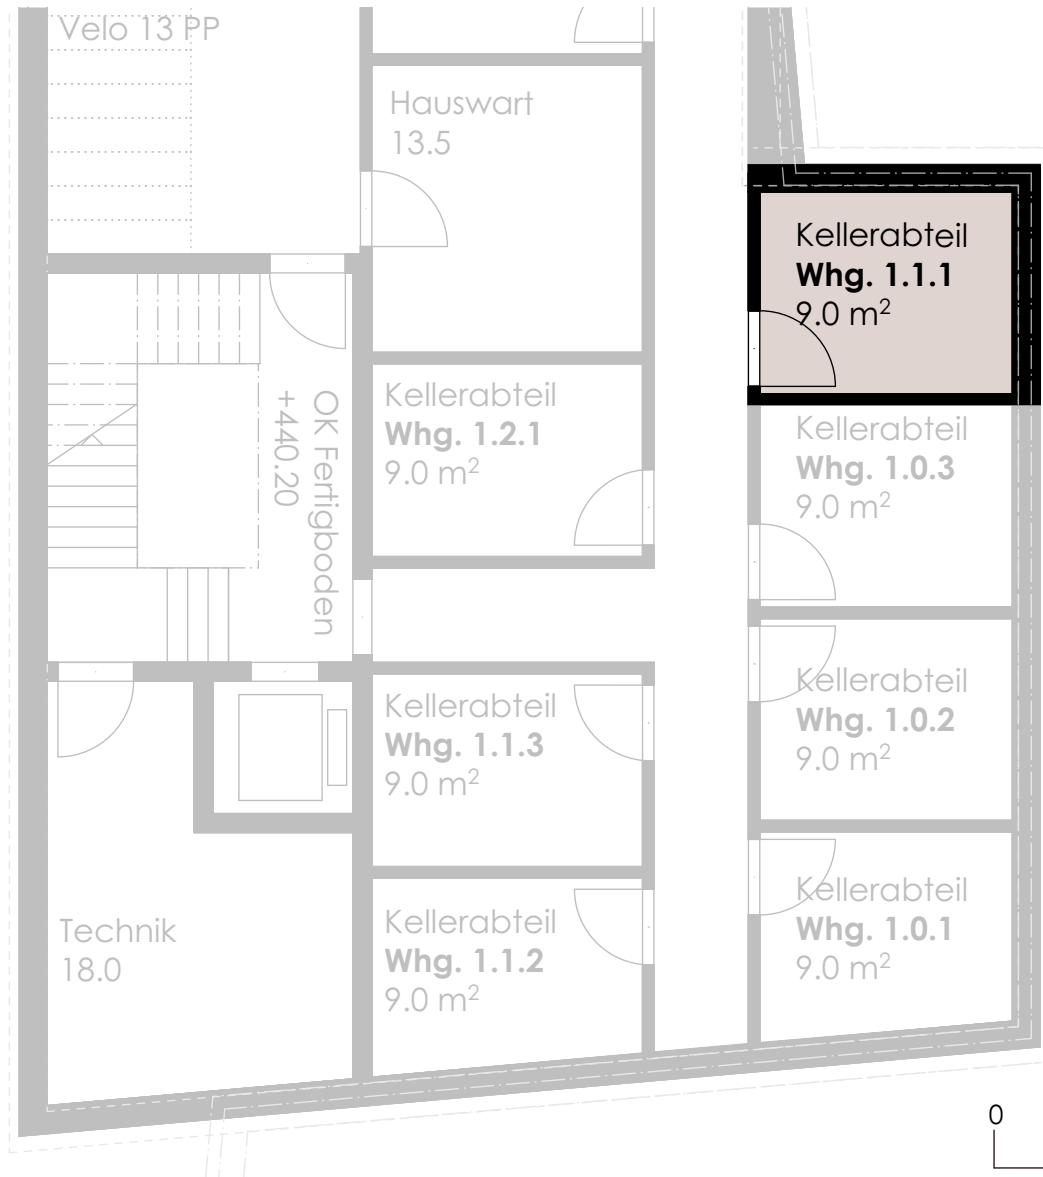 Velo 13 PP
Hauswart
13.5
Kellerabteil
Whg. 1.1.1
9.0 m²
OK Fertigboden
+440.20
Kellerabteil
Whg. 1.2.1
9.0 m²
Kellerabteil
Whg. 1.0.3
9.0 m²
Kellerabteil
Whg. 1.1.3
9.0 m²
Kellerabteil
Whg. 1.0.2
9.0 m²
Technik
18.0
Kellerabteil
Whg. 1.1.2
9.0 m²
Kellerabteil
Whg. 1.0.1
9.0 m²
0